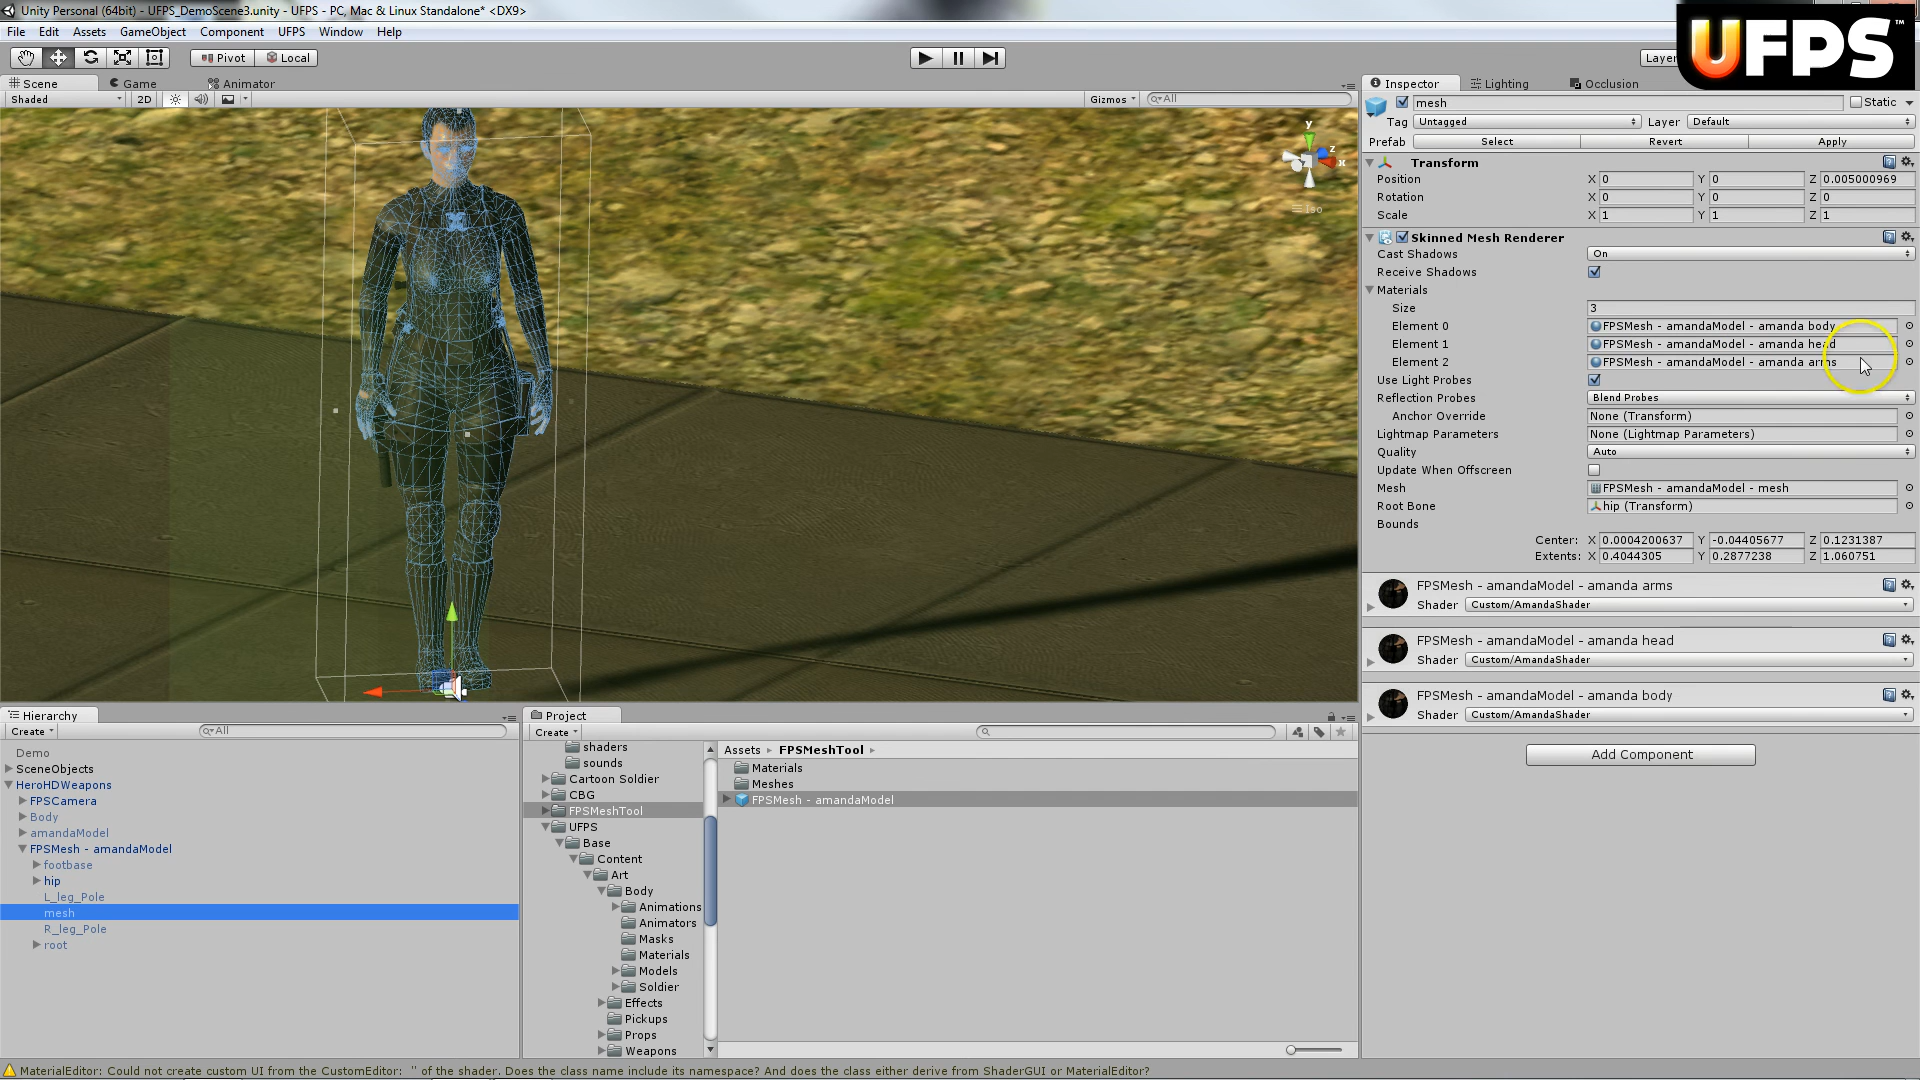 Unity Personal (64bit) - UFPS_DemoScene3.unity - UFPS - PC, Mac & Linux Standalone* <DX9>
File Edit Assets GameObject Component UFPS Window Help
UFPS™
Pivot Local
Layer
Scene Game Animator
Shaded 2D Gizmos All
y
z
x
Iso
Inspector Lighting Occlusion
mesh Static
Tag Untagged Layer Default
Prefab Select Revert Apply
Transform
Position X 0 Y 0 Z 0.005000969
Rotation X 0 Y 0 Z 0
Scale X 1 Y 1 Z 1
Skinned Mesh Renderer
Cast Shadows On
Receive Shadows
Materials
Size 3
Element 0 FPSMesh - amandaModel - amanda body
Element 1 FPSMesh - amandaModel - amanda head
Element 2 FPSMesh - amandaModel - amanda arms
Use Light Probes
Reflection Probes Blend Probes
Anchor Override None (Transform)
Lightmap Parameters None (Lightmap Parameters)
Quality Auto
Update When Offscreen
Mesh FPSMesh - amandaModel - mesh
Root Bone hip (Transform)
Bounds
Center: X 0.0004200637 Y -0.04405677 Z 0.1231387
Extents: X 0.4044305 Y 0.2877238 Z 1.060751
FPSMesh - amandaModel - amanda arms
Shader Custom/AmandaShader
FPSMesh - amandaModel - amanda head
Shader Custom/AmandaShader
FPSMesh - amandaModel - amanda body
Shader Custom/AmandaShader
Add Component
Hierarchy
Create All
Demo
SceneObjects
HeroHDWeapons
FPSCamera
Body
amandaModel
FPSMesh - amandaModel
footbase
hip
L_leg_Pole
mesh
R_leg_Pole
root
Project
Create
shaders
sounds
Cartoon Soldier
CBG
FPSMeshTool
UFPS
Base
Content
Art
Body
Animations
Animators
Masks
Materials
Models
Soldier
Effects
Pickups
Props
Weapons
Assets FPSMeshTool
Materials
Meshes
FPSMesh - amandaModel
MaterialEditor: Could not create custom UI from the CustomEditor: '' of the shader. Does the class name include its namespace? And does the class either derive from ShaderGUI or MaterialEditor?